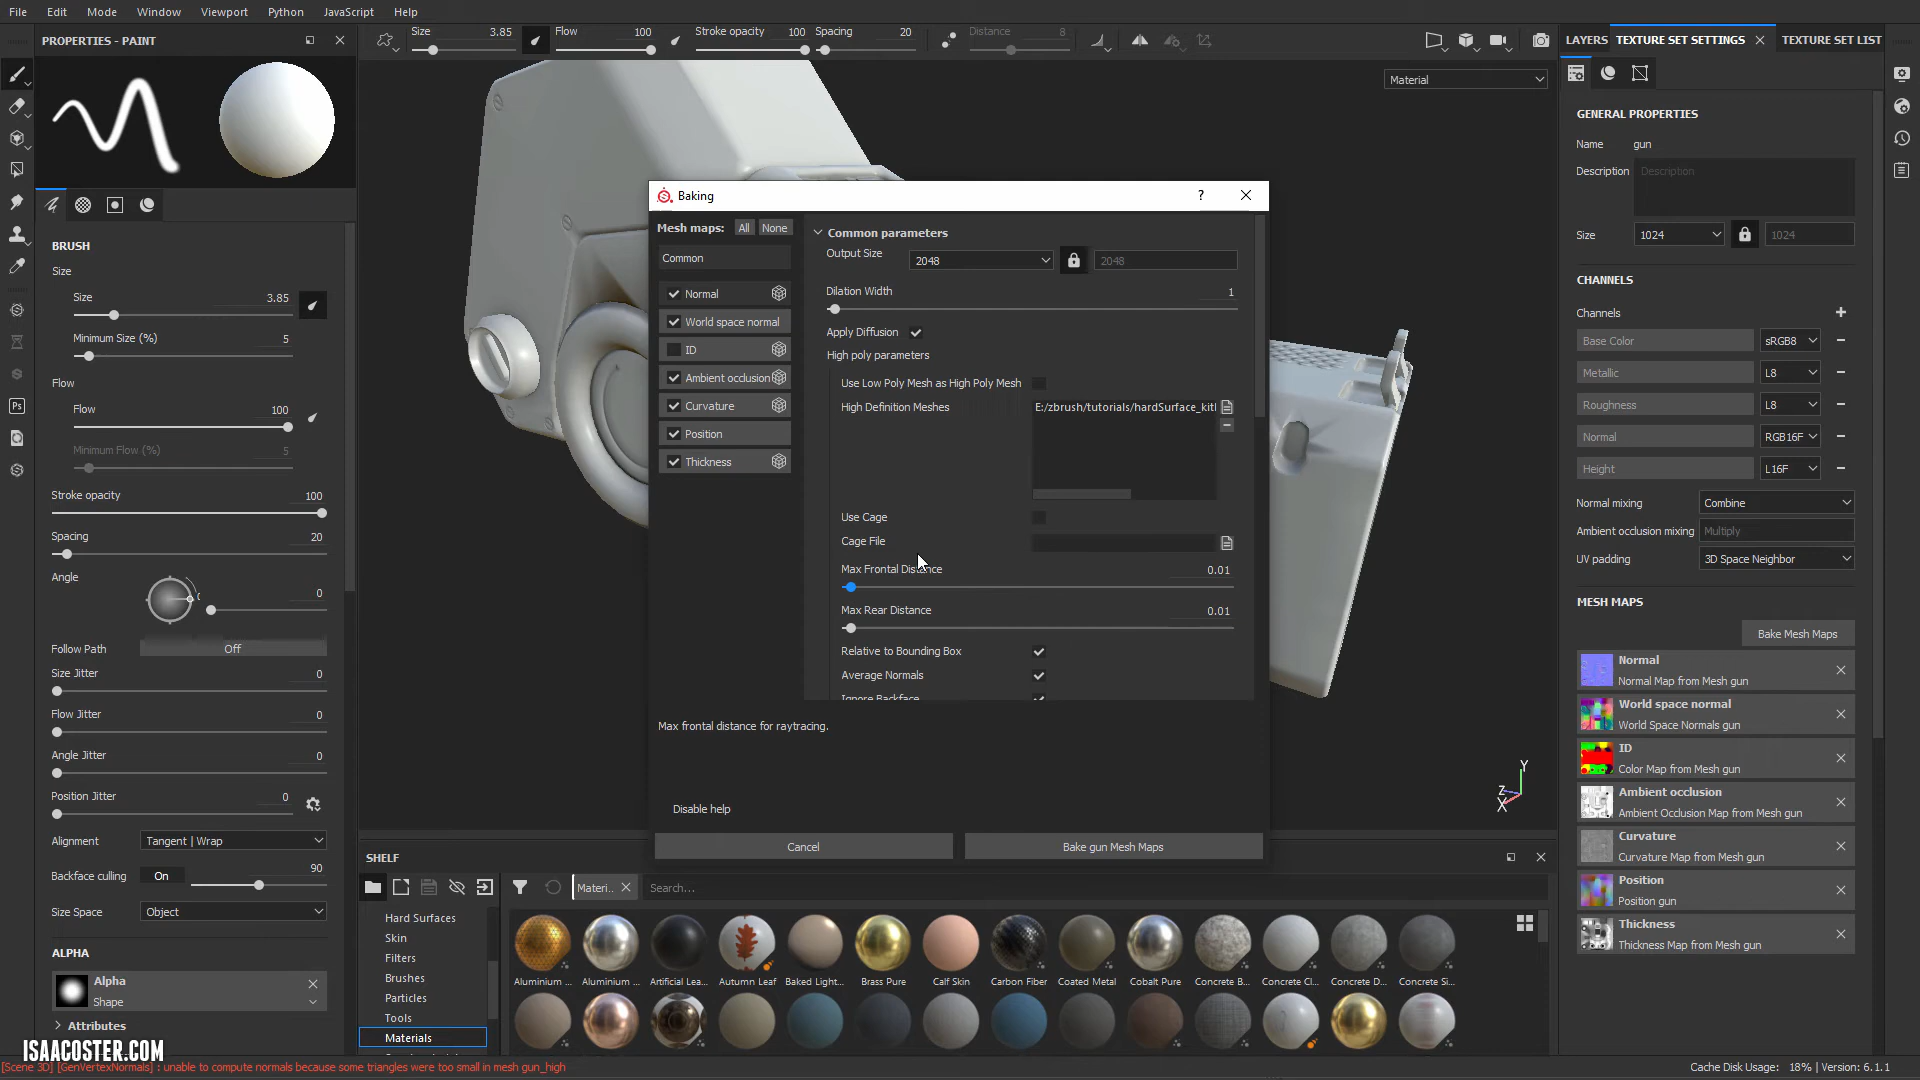 File Edit Mode Window Viewport Python JavaScript Help
PROPERTIES - PAINT
Size 3.85 Flow 100 Stroke opacity 100 Spacing 20 Distance 8
LAYERS TEXTURE SET SETTINGS TEXTURE SET LIST
Material
BRUSH
Size
Size 3.85
Minimum Size (%) 5
Flow
Flow 100
Minimum Flow (%) 5
Stroke opacity 100
Spacing 20
Angle 0
Follow Path Off
Size Jitter 0
Flow Jitter 0
Angle Jitter 0
Position Jitter 0
Alignment Tangent | Wrap
Backface culling On 90
Size Space Object
ALPHA
Alpha
Shape
Attributes
Ps
Baking ?
Mesh maps: All None
Common
Normal
World space normal
ID
Ambient occlusion
Curvature
Position
Thickness
Common parameters
Output Size 2048 2048
Dilation Width 1
Apply Diffusion
High poly parameters
Use Low Poly Mesh as High Poly Mesh
High Definition Meshes E:/zbrush/tutorials/hardSurface_kit
Use Cage
Cage File
Max Frontal Distance 0.01
Max Rear Distance 0.01
Relative to Bounding Box
Average Normals
Ignore Backface
Max frontal distance for raytracing.
Disable help
Cancel Bake gun Mesh Maps
Y
Z
X
SHELF
Materi.. Search...
Hard Surfaces
Skin
Filters
Brushes
Particles
Tools
Materials
Aluminium ... Aluminium ... Artificial Lea... Autumn Leaf Baked Light... Brass Pure Calf Skin Carbon Fiber Coated Metal Cobalt Pure Concrete B... Concrete Cl... Concrete D... Concrete Si...
GENERAL PROPERTIES
Name gun
Description Description
Size 1024 1024
CHANNELS
Channels
Base Color sRGB8
Metallic L8
Roughness L8
Normal RGB16F
Height L16F
Normal mixing Combine
Ambient occlusion mixing Multiply
UV padding 3D Space Neighbor
MESH MAPS
Bake Mesh Maps
Normal
Normal Map from Mesh gun
World space normal
World Space Normals gun
ID
Color Map from Mesh gun
Ambient occlusion
Ambient Occlusion Map from Mesh gun
Curvature
Curvature Map from Mesh gun
Position
Position gun
Thickness
Thickness Map from Mesh gun
ISAACOSTER.COM
[Scene 3D] [GenVertexNormals] : unable to compute normals because some triangles were too small in mesh gun_high
Cache Disk Usage: 18% | Version: 6.1.1